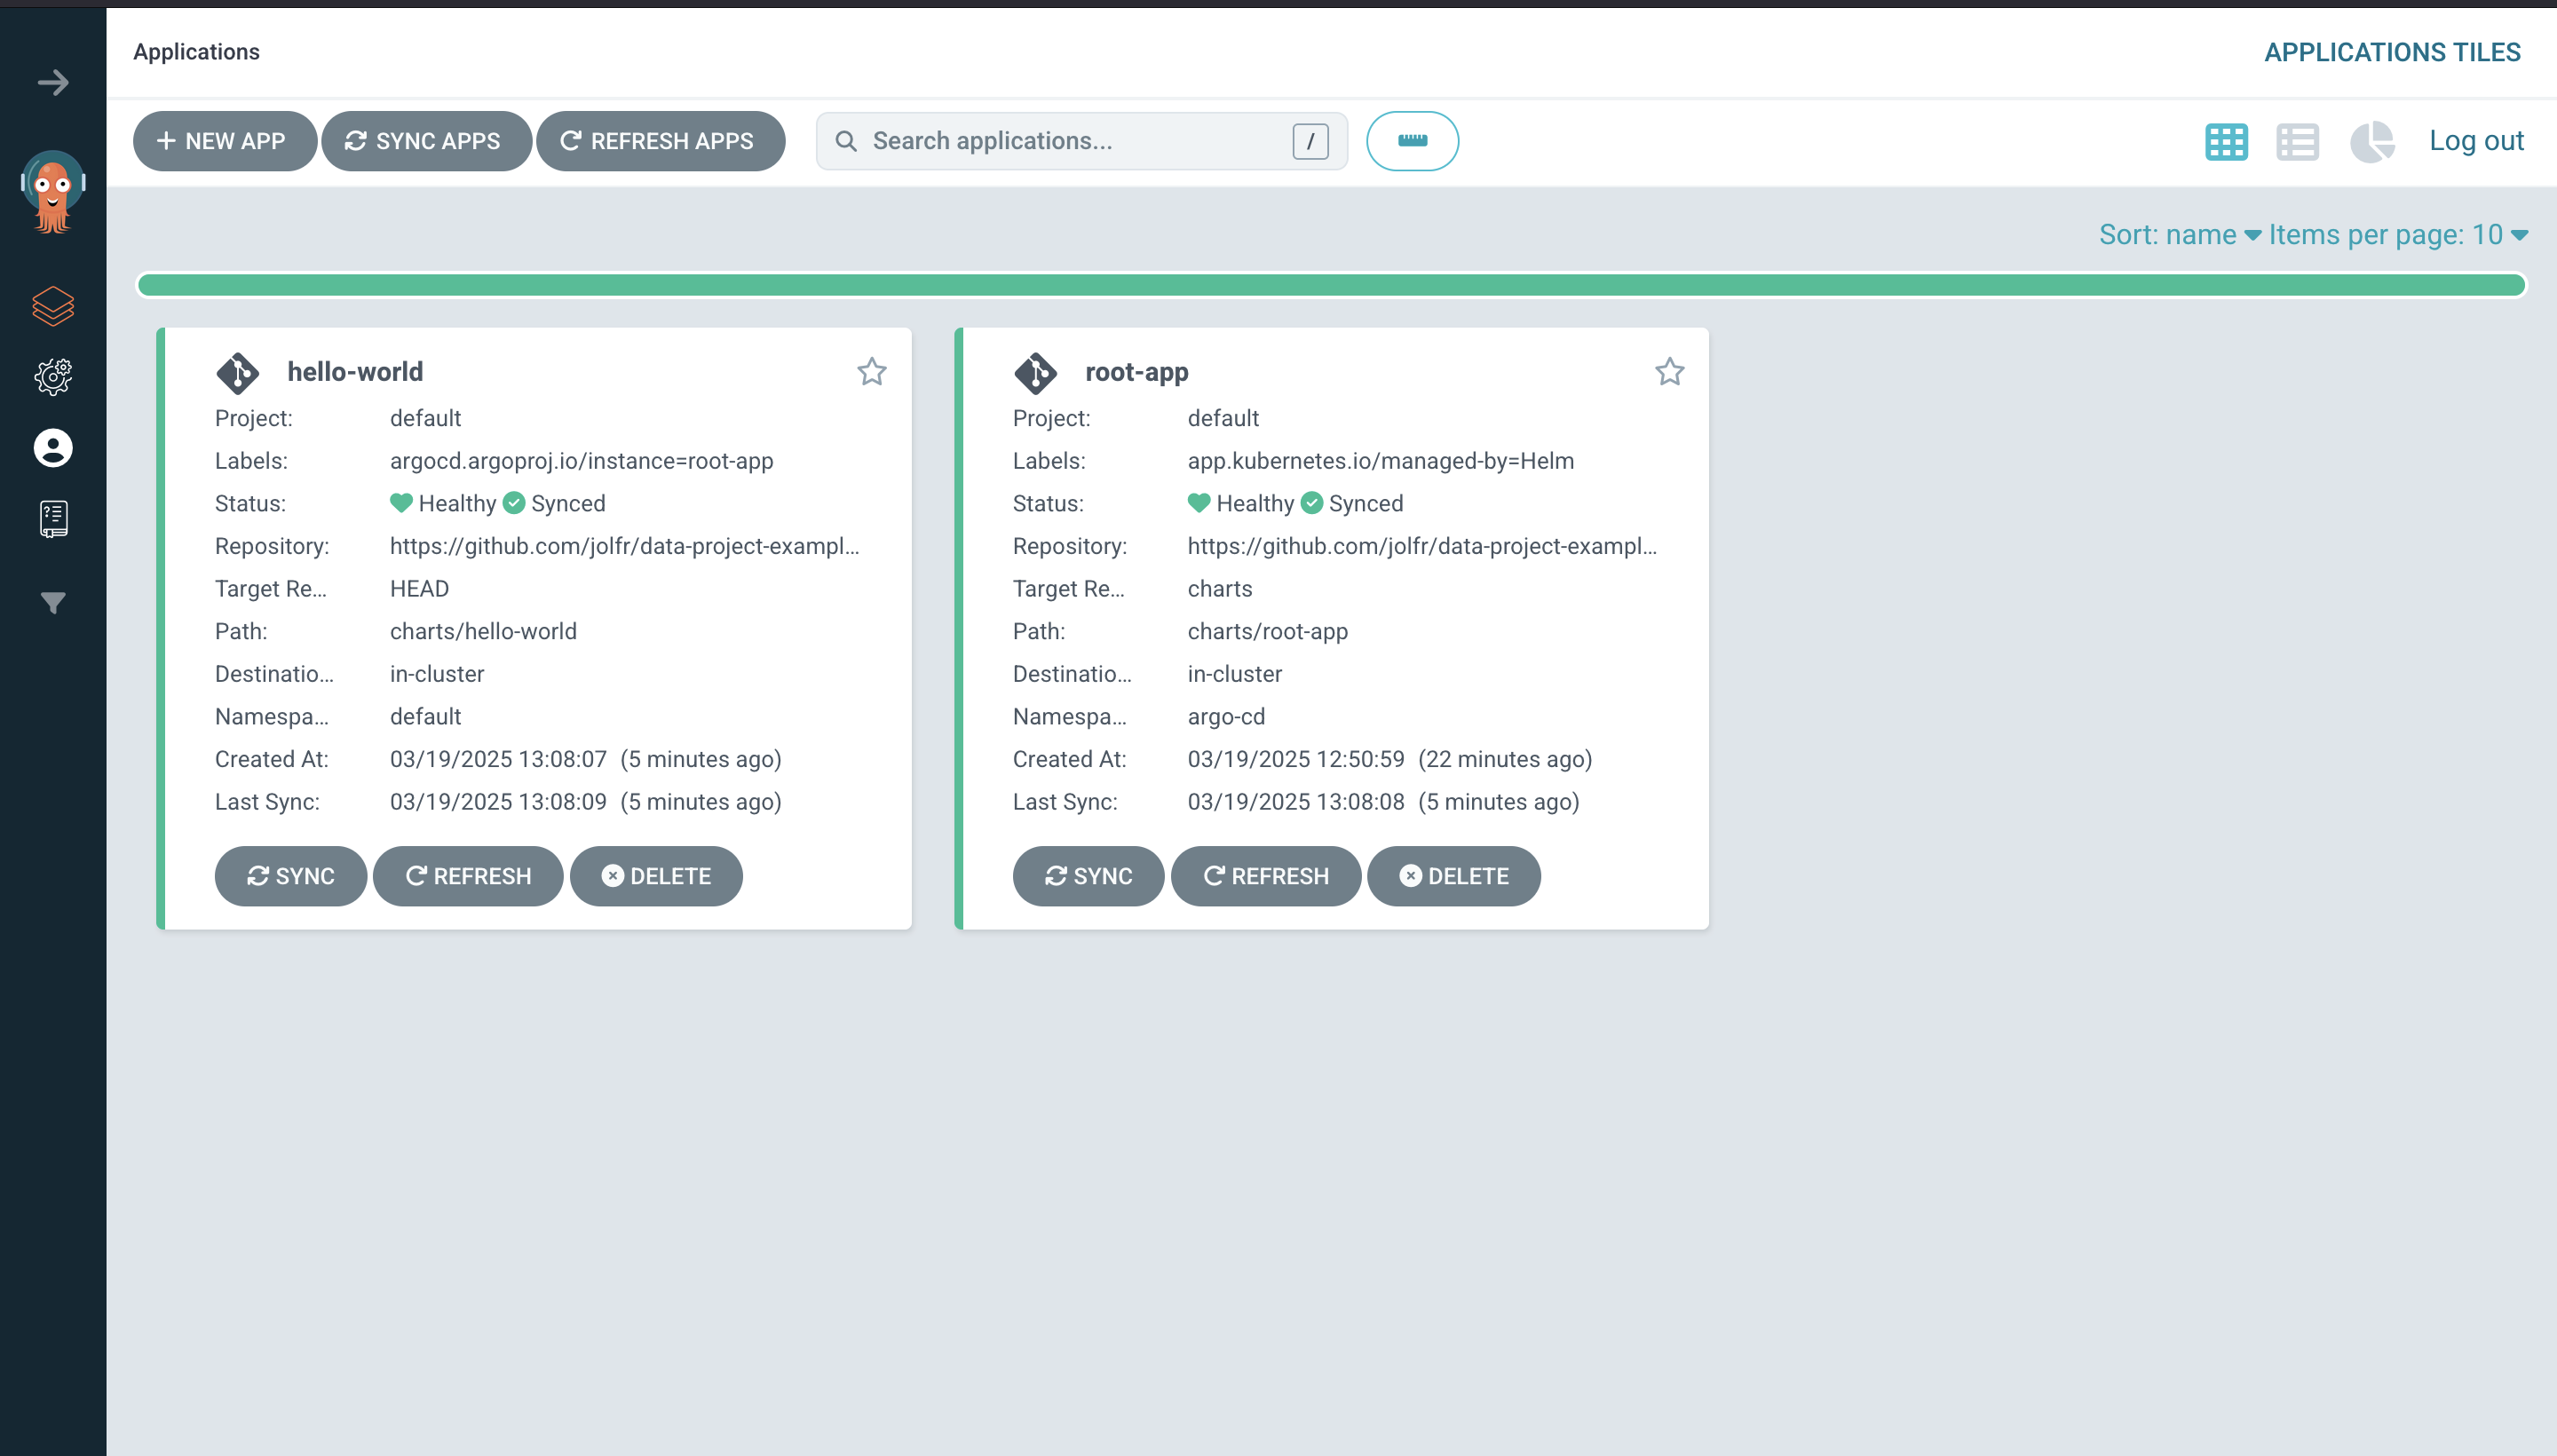 Applications
APPLICATIONS TILES
NEW APP
SYNC APPS
REFRESH APPS
Search applications...
/
Log out
Sort: name
Items per page: 10
hello-world
Project: default
Labels: argocd.argoproj.io/instance=root-app
Status: Healthy Synced
Repository: https://github.com/jolfr/data-project-exampl...
Target Re... HEAD
Path: charts/hello-world
Destinatio... in-cluster
Namespa... default
Created At: 03/19/2025 13:08:07 (5 minutes ago)
Last Sync: 03/19/2025 13:08:09 (5 minutes ago)
SYNC REFRESH DELETE
root-app
Project: default
Labels: app.kubernetes.io/managed-by=Helm
Status: Healthy Synced
Repository: https://github.com/jolfr/data-project-exampl...
Target Re... charts
Path: charts/root-app
Destinatio... in-cluster
Namespa... argo-cd
Created At: 03/19/2025 12:50:59 (22 minutes ago)
Last Sync: 03/19/2025 13:08:08 (5 minutes ago)
SYNC REFRESH DELETE